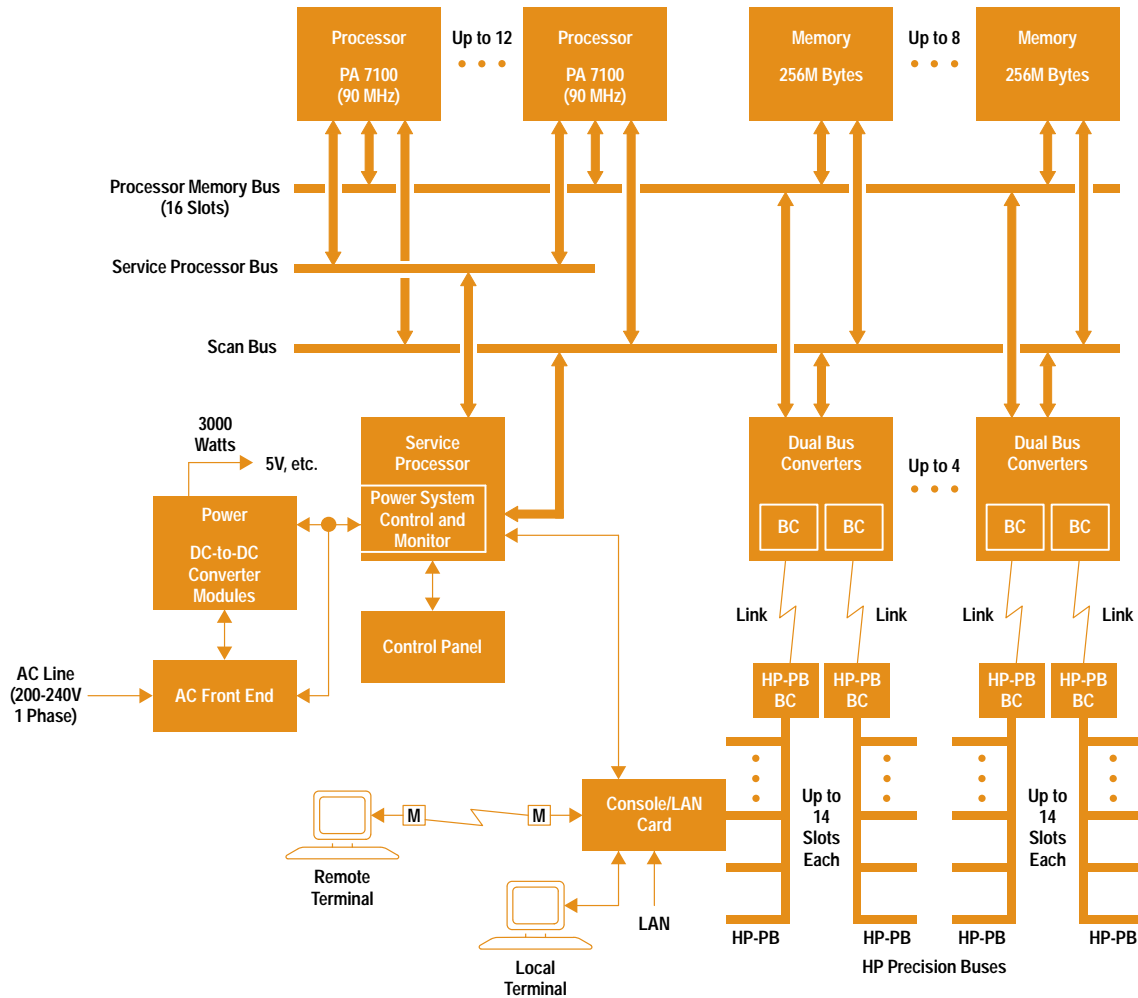 Processor
PA 7100
(90 MHz)
Up to 12
Processor
PA 7100
(90 MHz)
Memory
256M Bytes
Up to 8
Memory
256M Bytes
Processor Memory Bus
(16 Slots)
Service Processor Bus
Scan Bus
3000
Watts
5V, etc.
Service
Processor
Power System
Control and
Monitor
Dual Bus
Converters
BC
BC
Up to 4
Dual Bus
Converters
BC
BC
Power
DC-to-DC
Converter
Modules
Control Panel
Link
Link
Link
Link
AC Line
(200-240V
1 Phase)
AC Front End
HP-PB
BC
HP-PB
BC
HP-PB
BC
HP-PB
BC
Remote
Terminal
M
M
Console/LAN
Card
Up to
14
Slots
Each
Up to
14
Slots
Each
Local
Terminal
LAN
HP-PB
HP-PB
HP-PB
HP-PB
HP Precision Buses